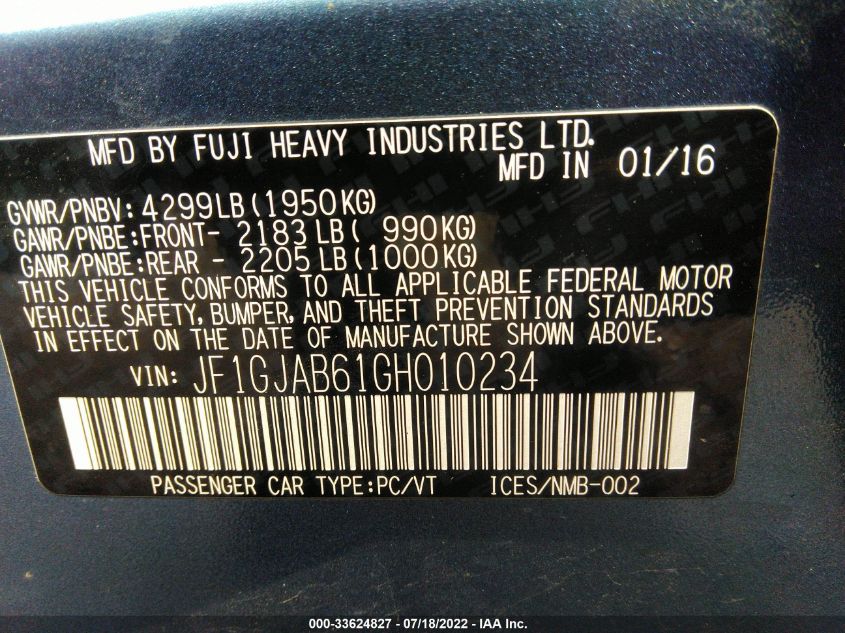 MFD BY FUJI HEAVY INDUSTRIES LTD.
MFD IN 01/16
GVWR/PNBV: 4299LB (1950KG)
GAWR/PNBE: FRONT- 2183 LB ( 990KG)
GAWR/PNBE: REAR - 2205 LB (1000KG)
THIS VEHICLE CONFORMS TO ALL APPLICABLE FEDERAL MOTOR
VEHICLE SAFETY, BUMPER, AND THEFT PREVENTION STANDARDS
IN EFFECT ON THE DATE OF MANUFACTURE SHOWN ABOVE.
VIN: JF1GJAB61GH010234
PASSENGER CAR TYPE:PC/VT ICES/NMB-002
000-33624827 - 07/18/2022 - IAAI.com